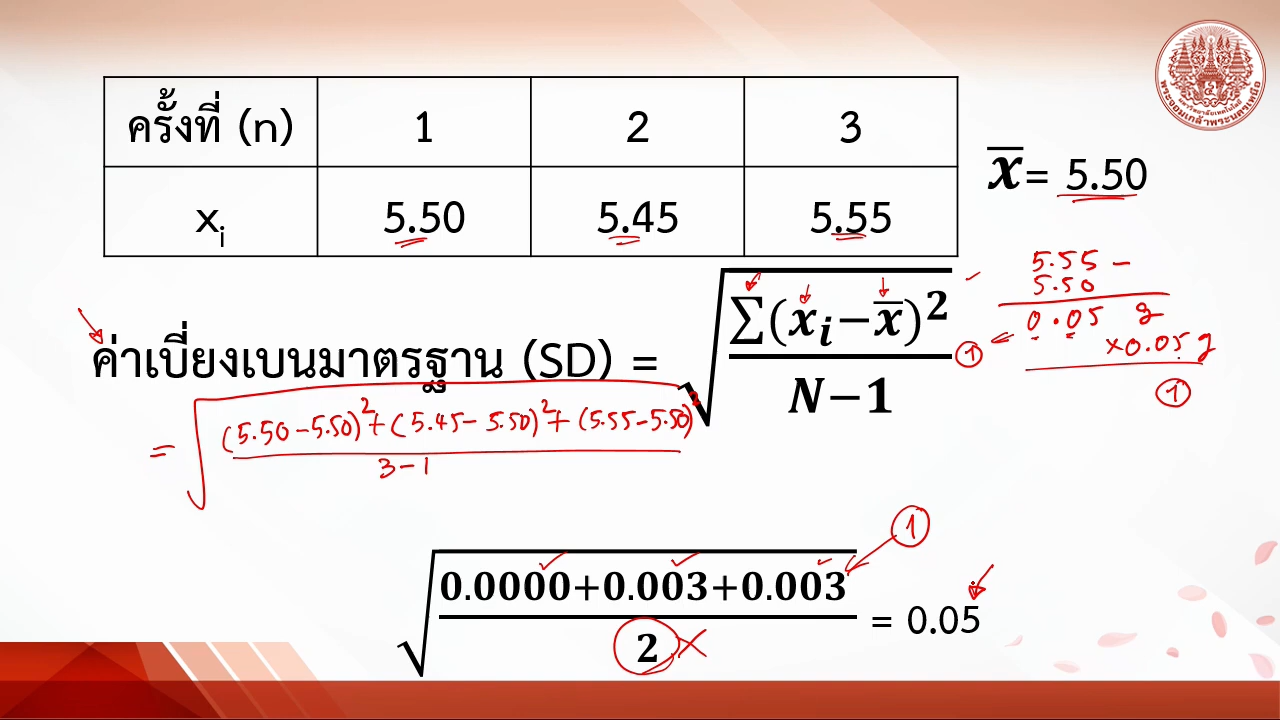 ครั้งที่ (n) 1 2 3
xᵢ 5.50 5.45 5.55
x̄ = 5.50
ค่าเบี่ยงเบนมาตรฐาน (SD) = √(∑(xᵢ−x̄)²/(N−1))
5.55 −
5.50
0.05 g
×0.05 g
①
①
= √(((5.50−5.50)²+(5.45−5.50)²+(5.55−5.50)²)/(3−1))
①
√((0.0000+0.003+0.003)/2) = 0.05